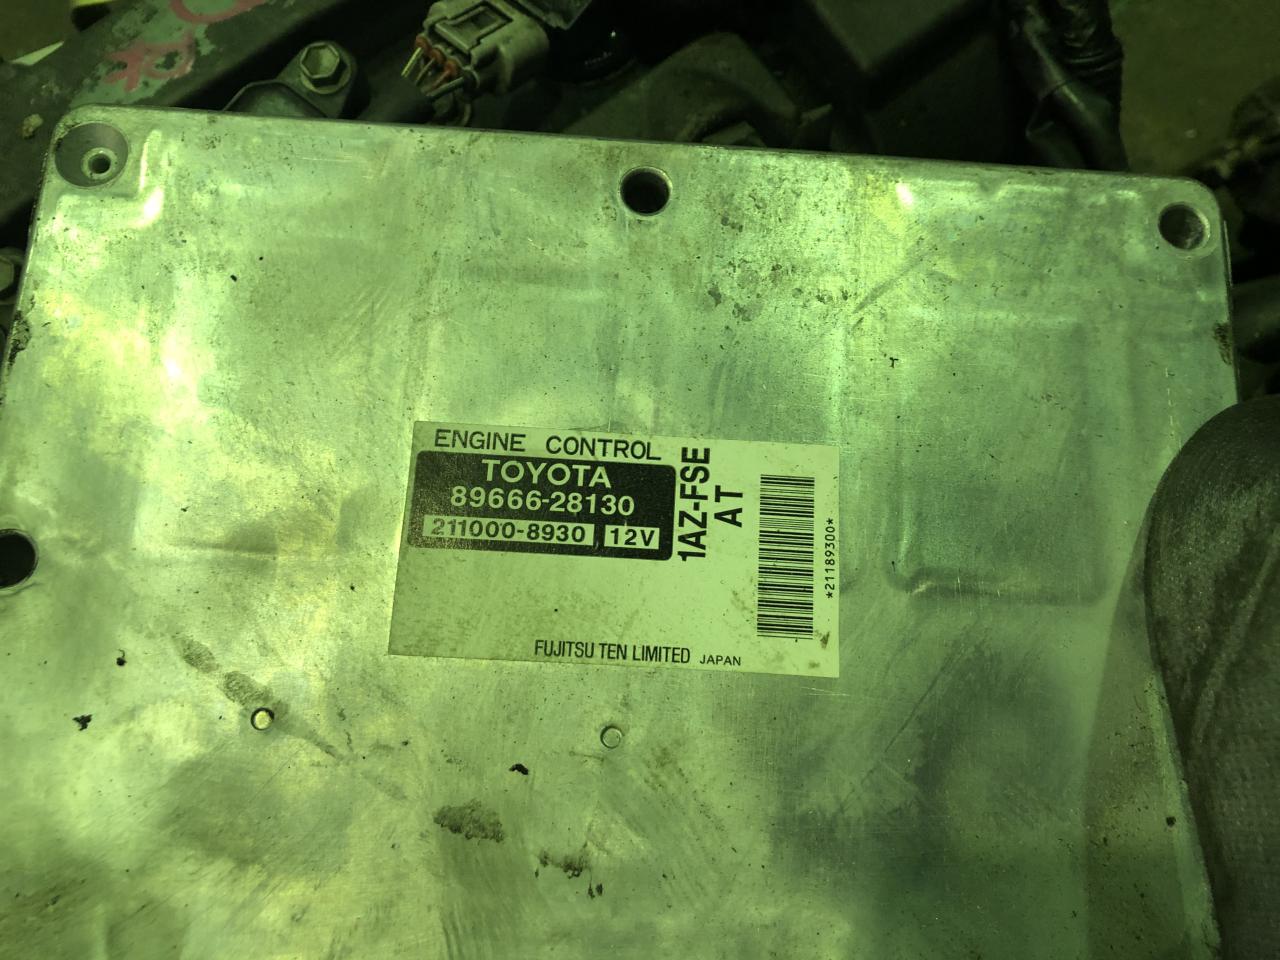 ENGINE CONTROL
TOYOTA
89666-28130
211000-8930 12V
1AZ-FSE
AT
*21189300*
FUJITSU TEN LIMITED JAPAN